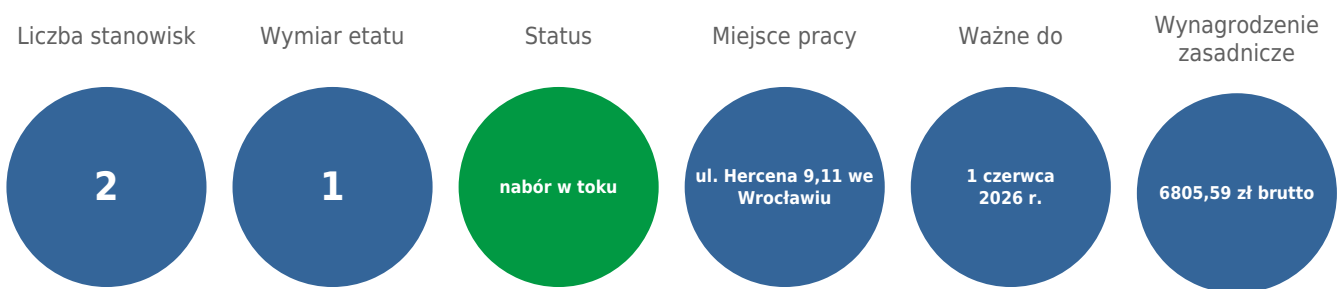 Liczba stanowisk
2
Wymiar etatu
1
Status
nabór w toku
Miejsce pracy
ul. Hercena 9,11 we
Wrocławiu
Ważne do
1 czerwca
2026 r.
Wynagrodzenie
zasadnicze
6805,59 zł brutto